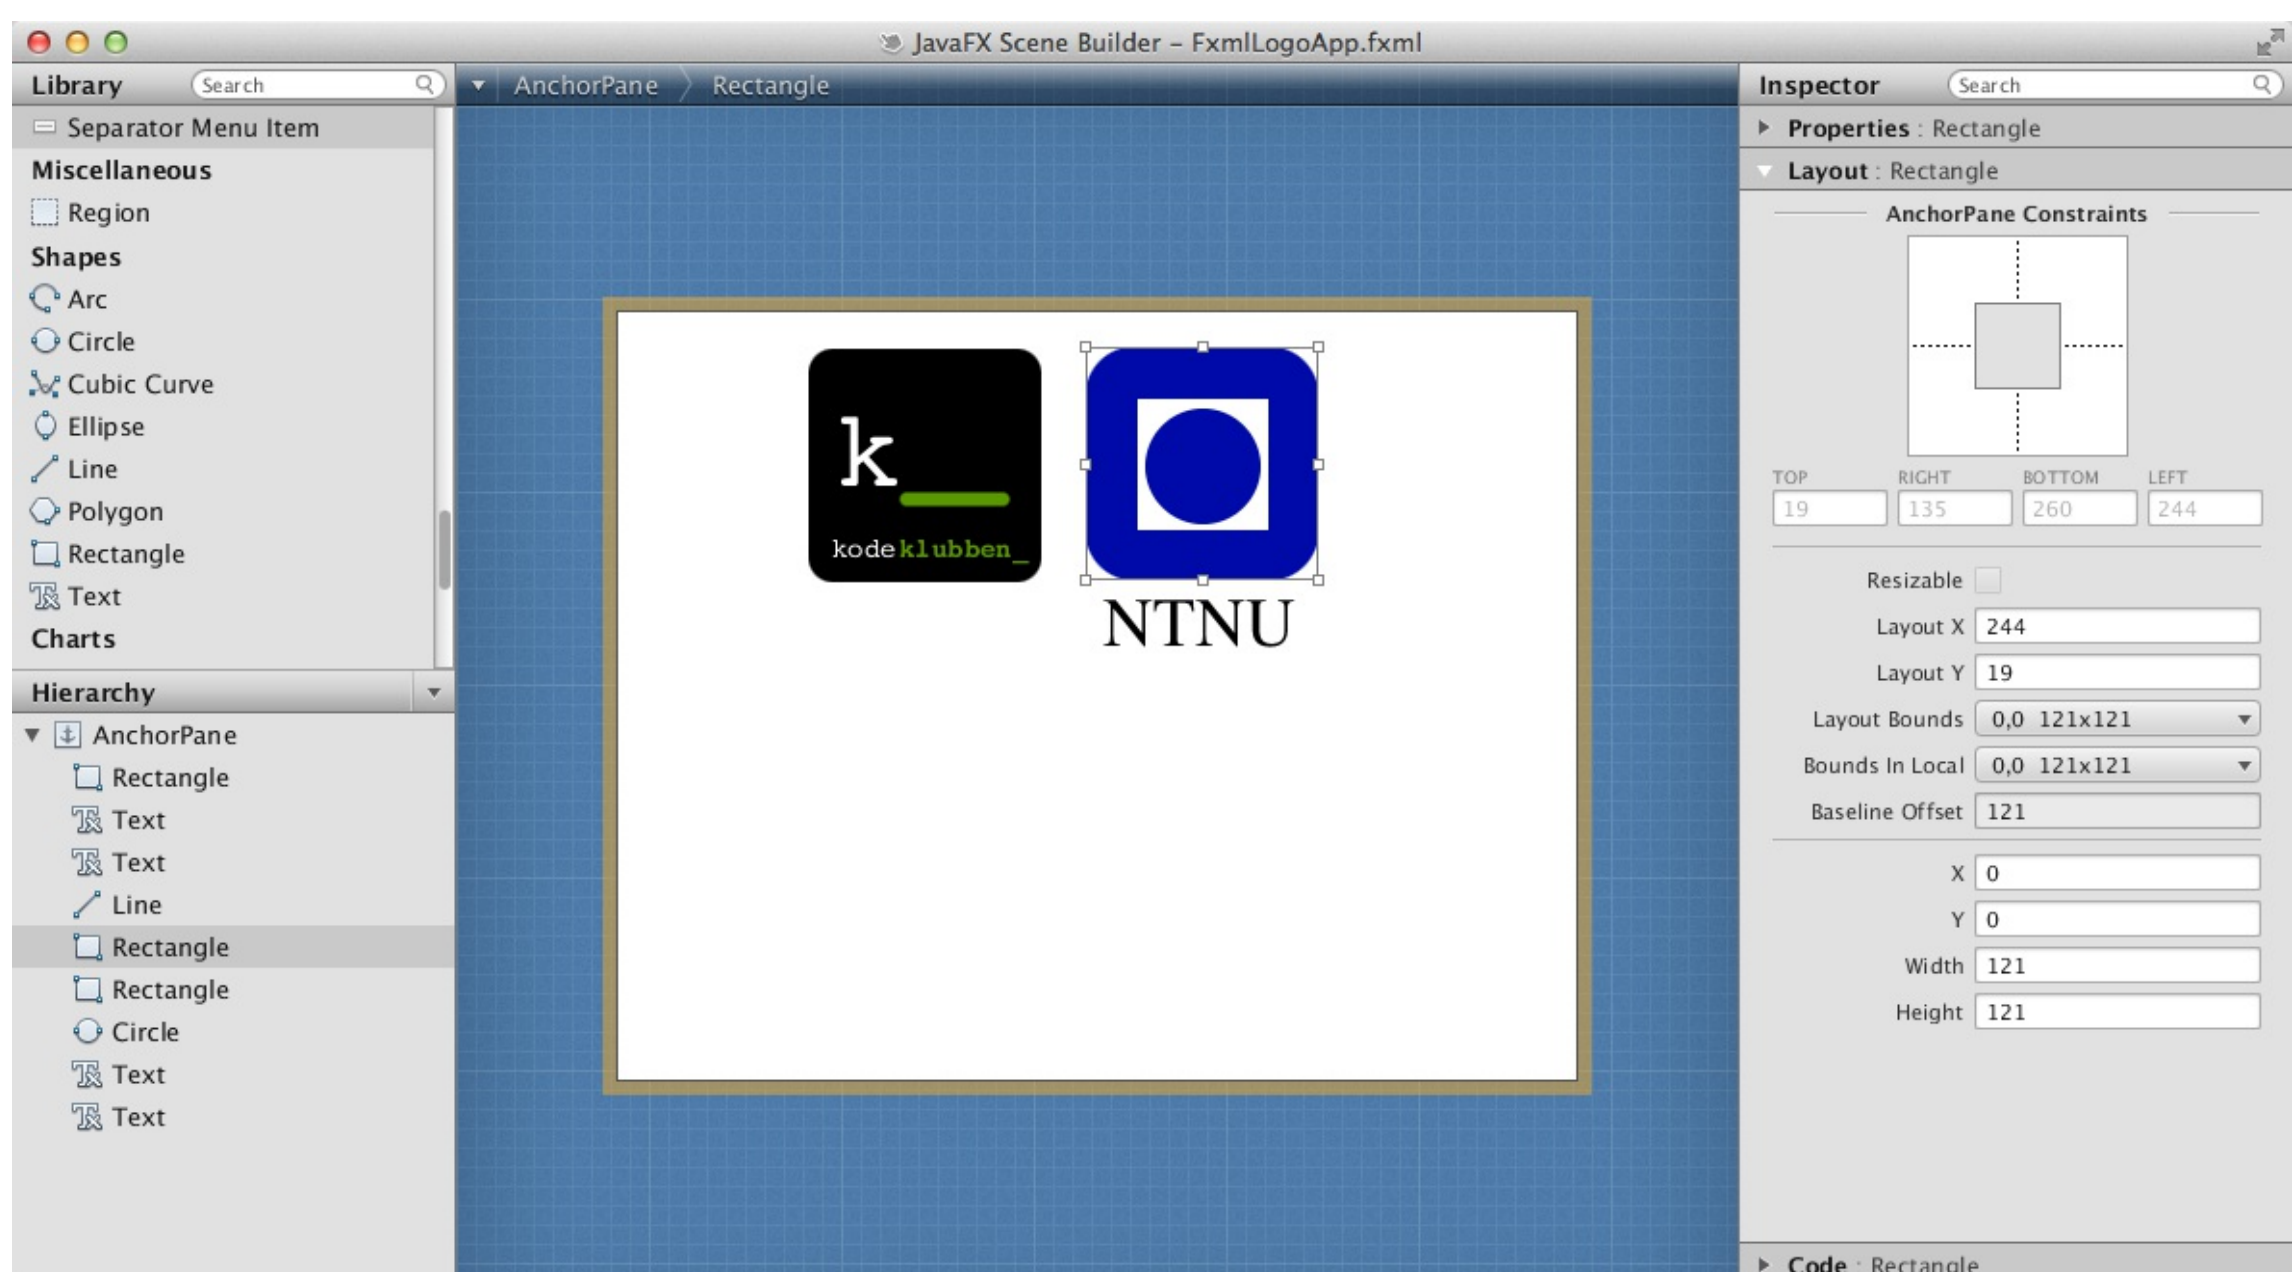 JavaFX Scene Builder – FxmlLogoApp.fxml
Library
Search
Separator Menu Item
Miscellaneous
Region
Shapes
Arc
Circle
Cubic Curve
Ellipse
Line
Polygon
Rectangle
Text
Charts
Hierarchy
AnchorPane
Rectangle
Text
Text
Line
Rectangle
Rectangle
Circle
Text
Text
AnchorPane
Rectangle
k_
kodeklubben_
NTNU
Inspector
Search
Properties : Rectangle
Layout : Rectangle
AnchorPane Constraints
TOP RIGHT BOTTOM LEFT
19 135 260 244
Resizable
Layout X 244
Layout Y 19
Layout Bounds 0,0 121x121
Bounds In Local 0,0 121x121
Baseline Offset 121
X 0
Y 0
Width 121
Height 121
Code : Rectangle